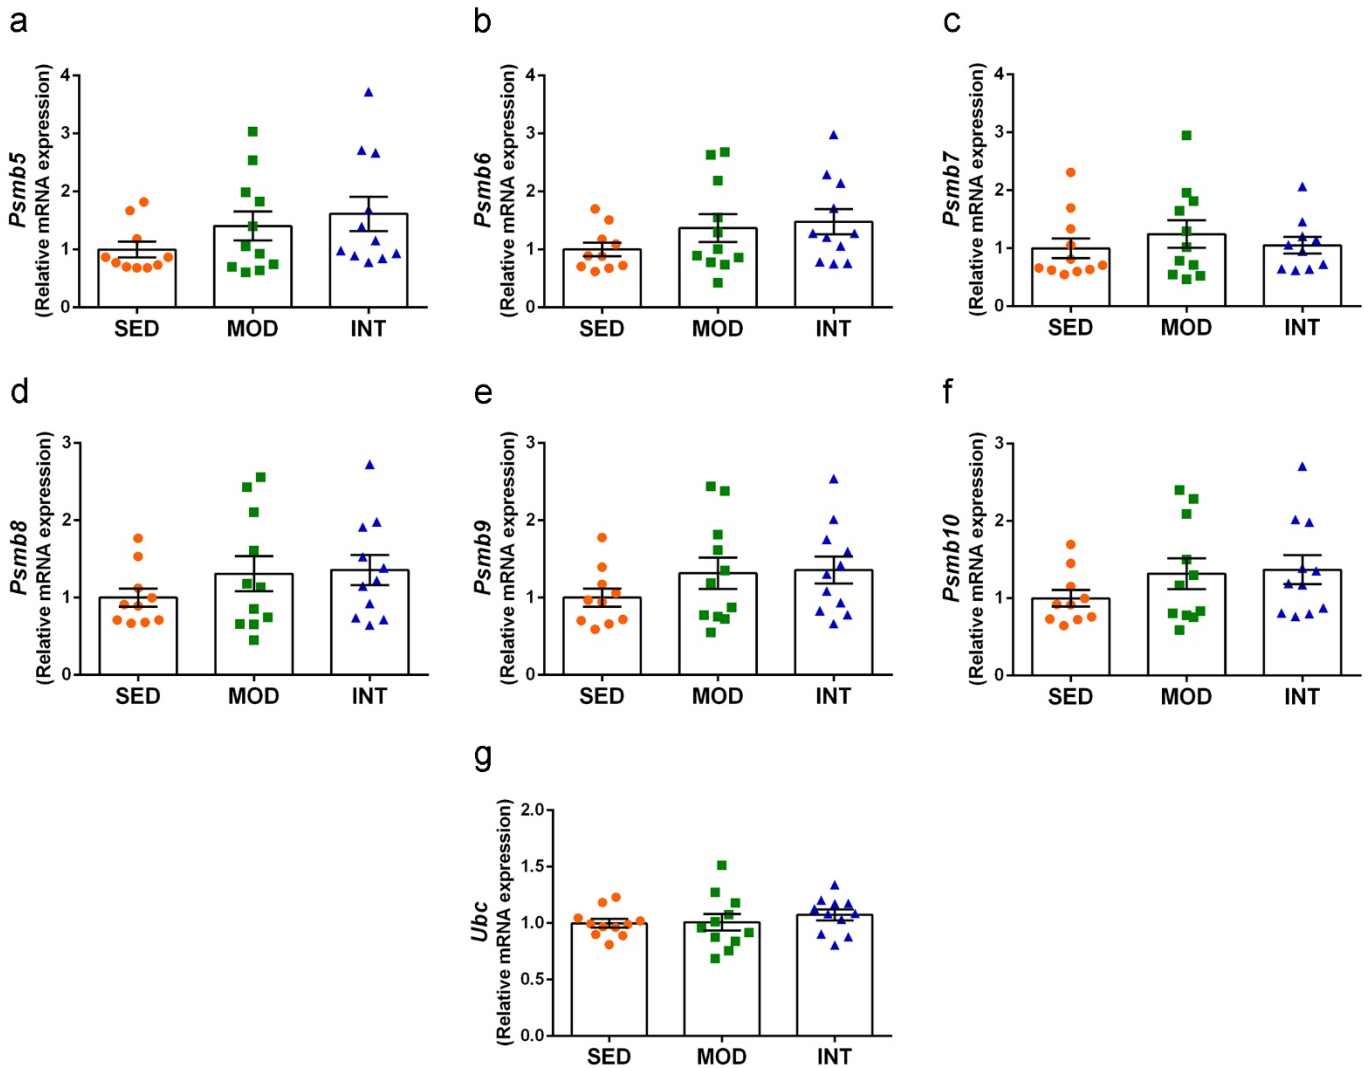 a
Psmb5
(Relative mRNA expression)
4
3
2
1
0
SED MOD INT
b
Psmb6
(Relative mRNA expression)
4
3
2
1
0
SED MOD INT
c
Psmb7
(Relative mRNA expression)
4
3
2
1
0
SED MOD INT
d
Psmb8
(Relative mRNA expression)
3
2
1
0
SED MOD INT
e
Psmb9
(Relative mRNA expression)
3
2
1
0
SED MOD INT
f
Psmb10
(Relative mRNA expression)
3
2
1
0
SED MOD INT
g
Ubc
(Relative mRNA expression)
2.0
1.5
1.0
0.5
0.0
SED MOD INT